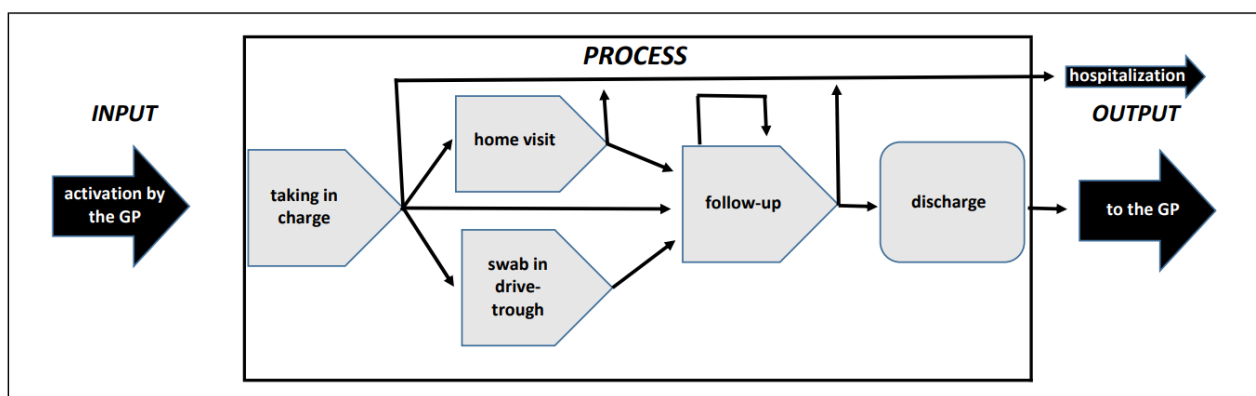 PROCESS
hospitalization
INPUT
OUTPUT
home visit
activation by
the GP
taking in
charge
follow-up
discharge
to the GP
swab in
drive-
trough